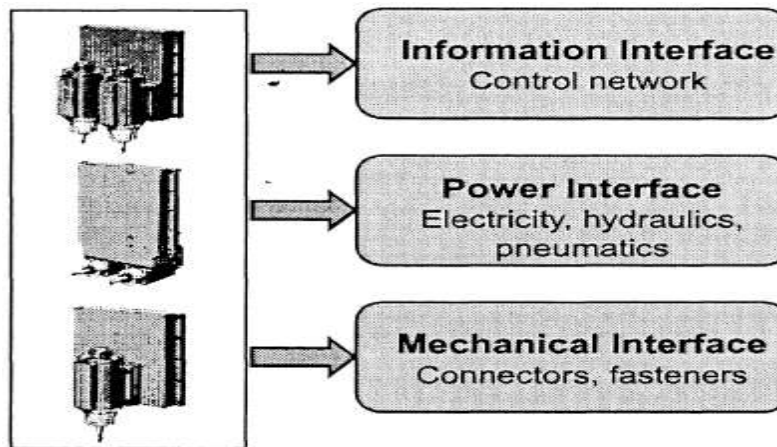 Information Interface
Control network
Power Interface
Electricity, hydraulics,
pneumatics
Mechanical Interface
Connectors, fasteners